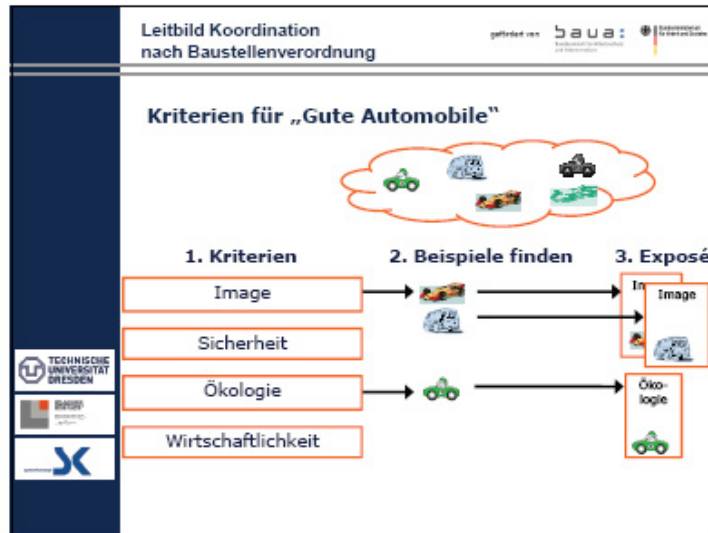 Leitbild Koordination
nach Baustellenverordnung
gefördert von
baua:
Kriterien für „Gute Automobile“
1. Kriterien
2. Beispiele finden
3. Exposé
Image
Sicherheit
Ökologie
Wirtschaftlichkeit
Im
Image
Öko-
logie
TECHNISCHE
UNIVERSITÄT
DRESDEN